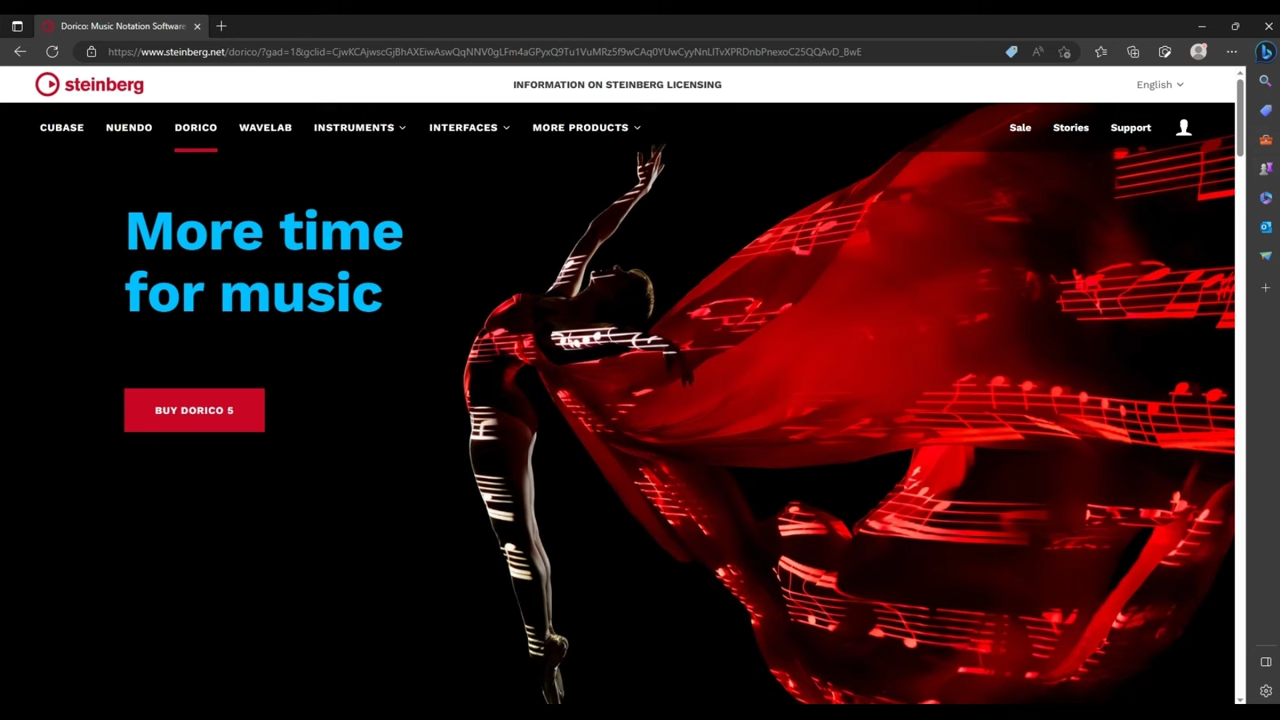 Dorico: Music Notation Software
https://www.steinberg.net/dorico/?gad=1&gclid=CjwKCAjwscGjBhAXEiwAswQqNNV0gLFm4aGPyxQ9Tu1VuMRz5f9wCAq0YUwCyyNnLlTvXPRDnbPnexoC25QQAvD_BwE
steinberg
INFORMATION ON STEINBERG LICENSING
English
CUBASE NUENDO DORICO WAVELAB INSTRUMENTS INTERFACES MORE PRODUCTS Sale Stories Support
More time
for music
BUY DORICO 5